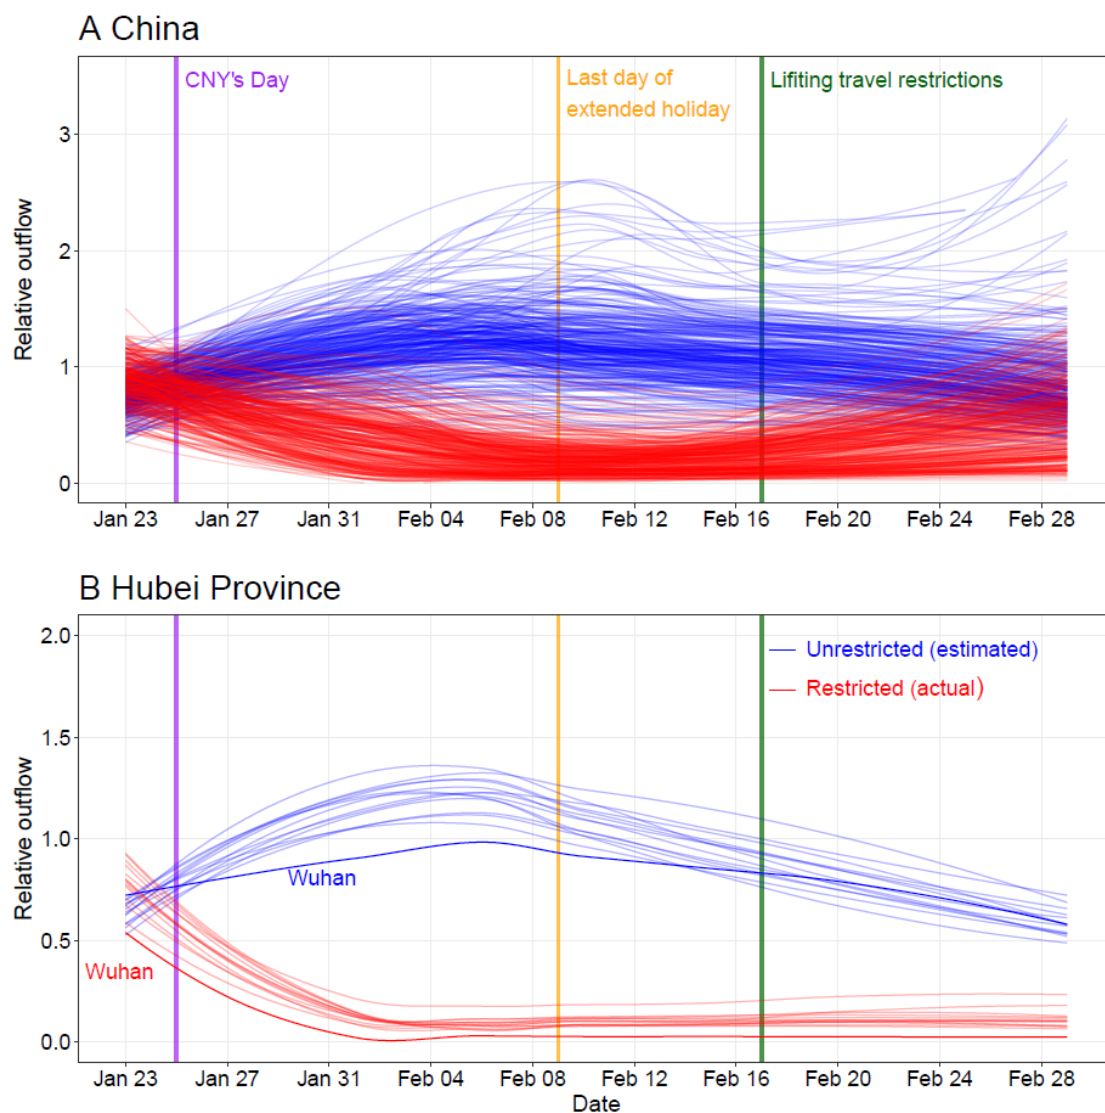 A China
CNY's Day
Last day of
extended holiday
Lifiting travel restrictions
Relative outflow
3
2
1
0
Jan 23 Jan 27 Jan 31 Feb 04 Feb 08 Feb 12 Feb 16 Feb 20 Feb 24 Feb 28
B Hubei Province
Unrestricted (estimated)
Restricted (actual)
Relative outflow
2.0
1.5
1.0
0.5
0.0
Wuhan
Wuhan
Jan 23 Jan 27 Jan 31 Feb 04 Feb 08 Feb 12 Feb 16 Feb 20 Feb 24 Feb 28
Date